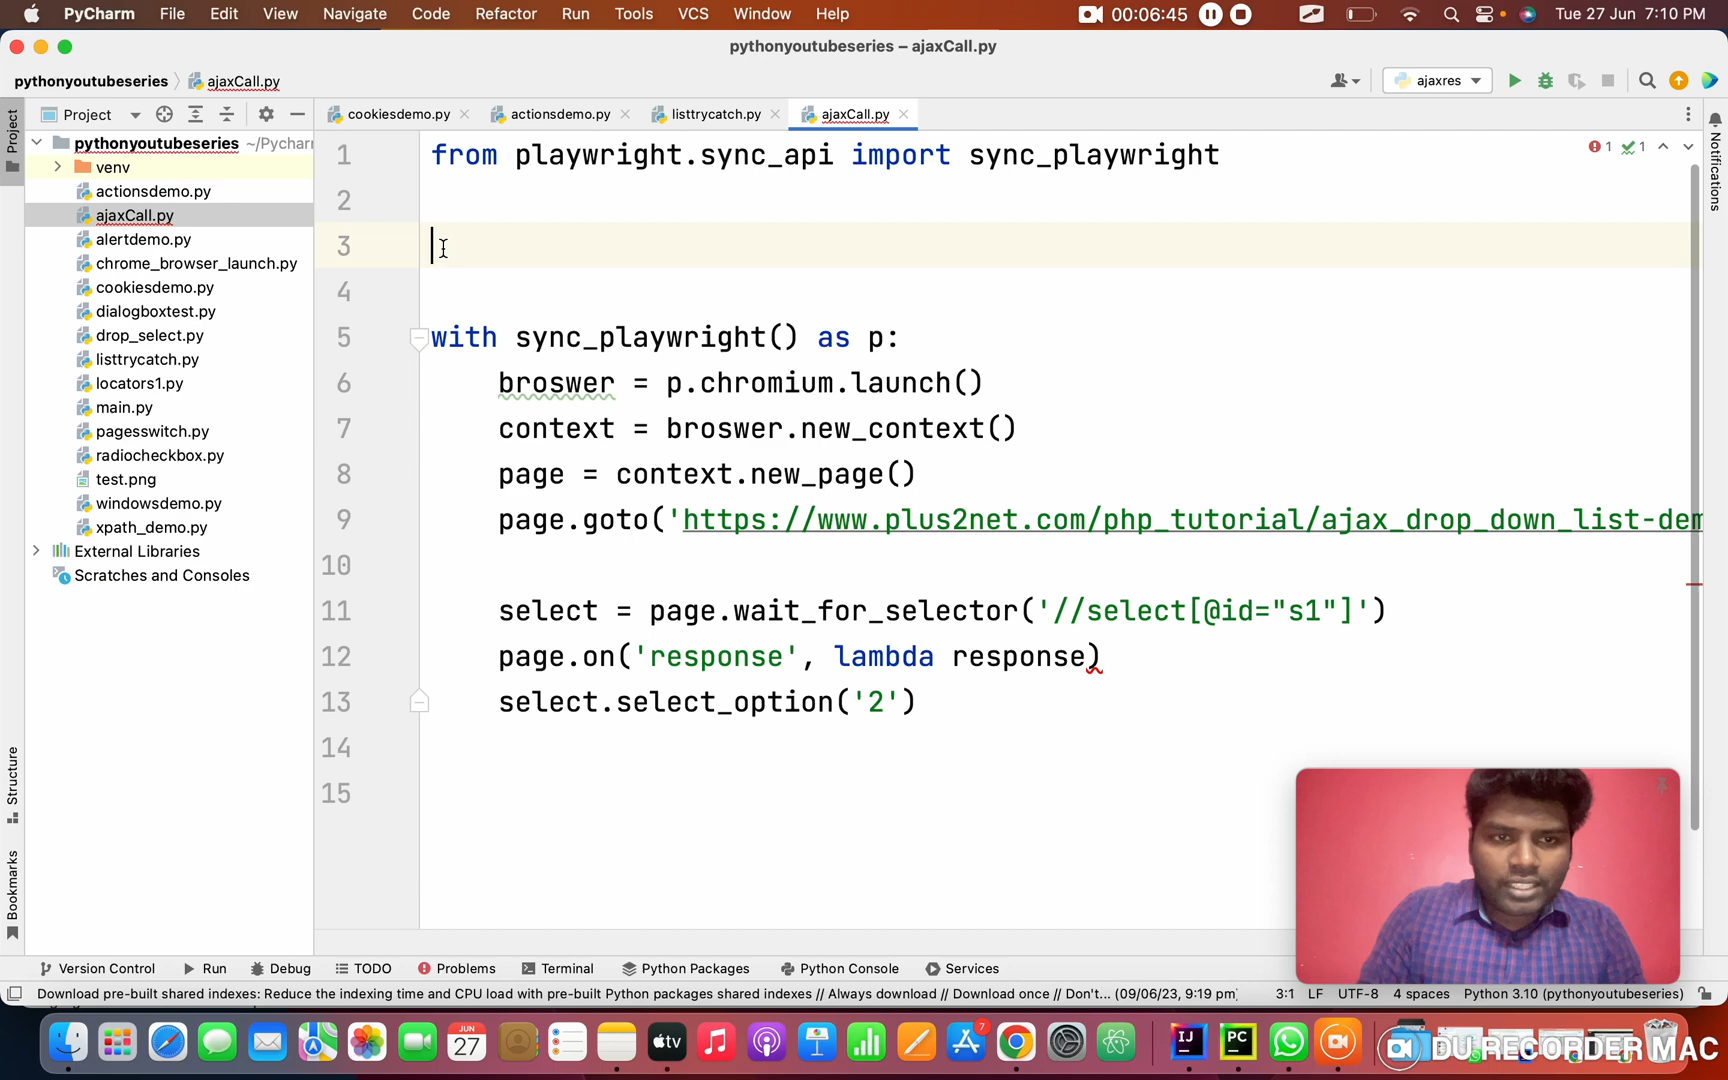 PyCharm File Edit View Navigate Code Refactor Run Tools VCS Window Help 00:06:45 Tue 27 Jun 7:10 PM
pythonyoutubeseries – ajaxCall.py
pythonyoutubeseries ajaxCall.py ajaxres
Project Project cookiesdemo.py actionsdemo.py listtrycatch.py ajaxCall.py Notifications
pythonyoutubeseries ~/Pycharm
venv
actionsdemo.py
ajaxCall.py
alertdemo.py
chrome_browser_launch.py
cookiesdemo.py
dialogboxtest.py
drop_select.py
listtrycatch.py
locators1.py
main.py
pagesswitch.py
radiocheckbox.py
test.png
windowsdemo.py
xpath_demo.py
External Libraries
Scratches and Consoles
1 from playwright.sync_api import sync_playwright 1 1
2
3
4
5 with sync_playwright() as p:
6 broswer = p.chromium.launch()
7 context = broswer.new_context()
8 page = context.new_page()
9 page.goto('https://www.plus2net.com/php_tutorial/ajax_drop_down_list-dem
10
11 select = page.wait_for_selector('//select[@id="s1"]')
12 page.on('response', lambda response)
13 select.select_option('2')
14
15
Structure
Bookmarks
Version Control Run Debug TODO Problems Terminal Python Packages Python Console Services
Download pre-built shared indexes: Reduce the indexing time and CPU load with pre-built Python packages shared indexes // Always download // Download once // Don't... (09/06/23, 9:19 pm) 3:1 LF UTF-8 4 spaces Python 3.10 (pythonyoutubeseries)
JUN
27
tv
7
IJ
PC
DU RECORDER MAC